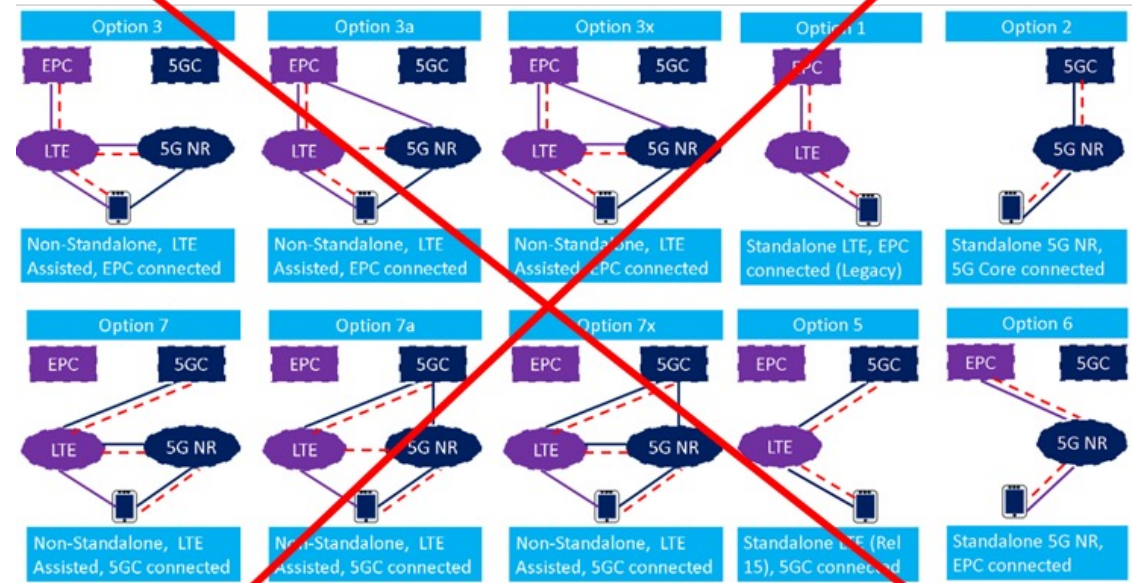 Option 3
Option 3a
Option 3x
Option 1
Option 2
EPC
5GC
EPC
5GC
EPC
5GC
EPC
5GC
LTE
5G NR
LTE
5G NR
LTE
5G NR
LTE
5G NR
Non-Standalone, LTE
Assisted, EPC connected
Non-Standalone, LTE
Assisted, EPC connected
Non-Standalone, LTE
Assisted, EPC connected
Standalone LTE, EPC
connected (Legacy)
Standalone 5G NR,
5G Core connected
Option 7
Option 7a
Option 7x
Option 5
Option 6
EPC
5GC
EPC
5GC
EPC
5GC
EPC
5GC
EPC
5GC
LTE
5G NR
LTE
5G NR
LTE
5G NR
LTE
5G NR
Non-Standalone, LTE
Assisted, 5GC connected
Non-Standalone, LTE
Assisted, 5GC connected
Non-Standalone, LTE
Assisted, 5GC connected
Standalone LTE (Rel
15), 5GC connected
Standalone 5G NR,
EPC connected